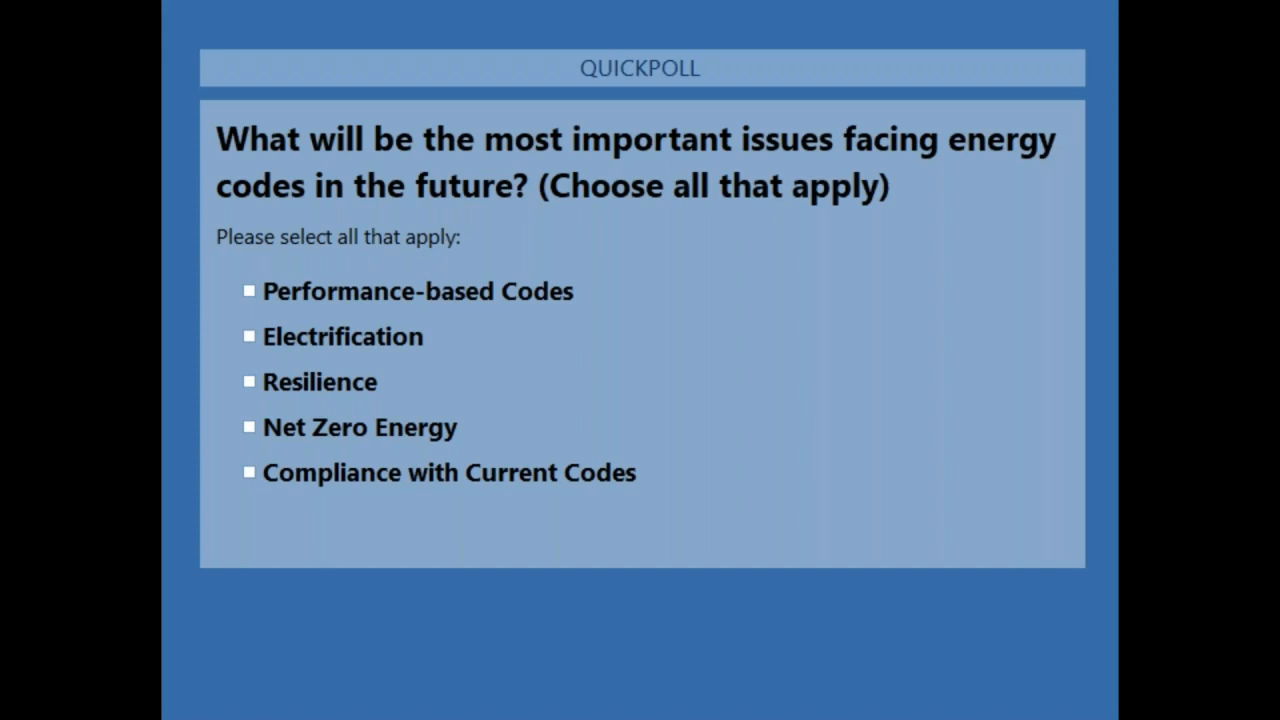 QUICKPOLL
What will be the most important issues facing energy
codes in the future? (Choose all that apply)
Please select all that apply:
Performance-based Codes
Electrification
Resilience
Net Zero Energy
Compliance with Current Codes